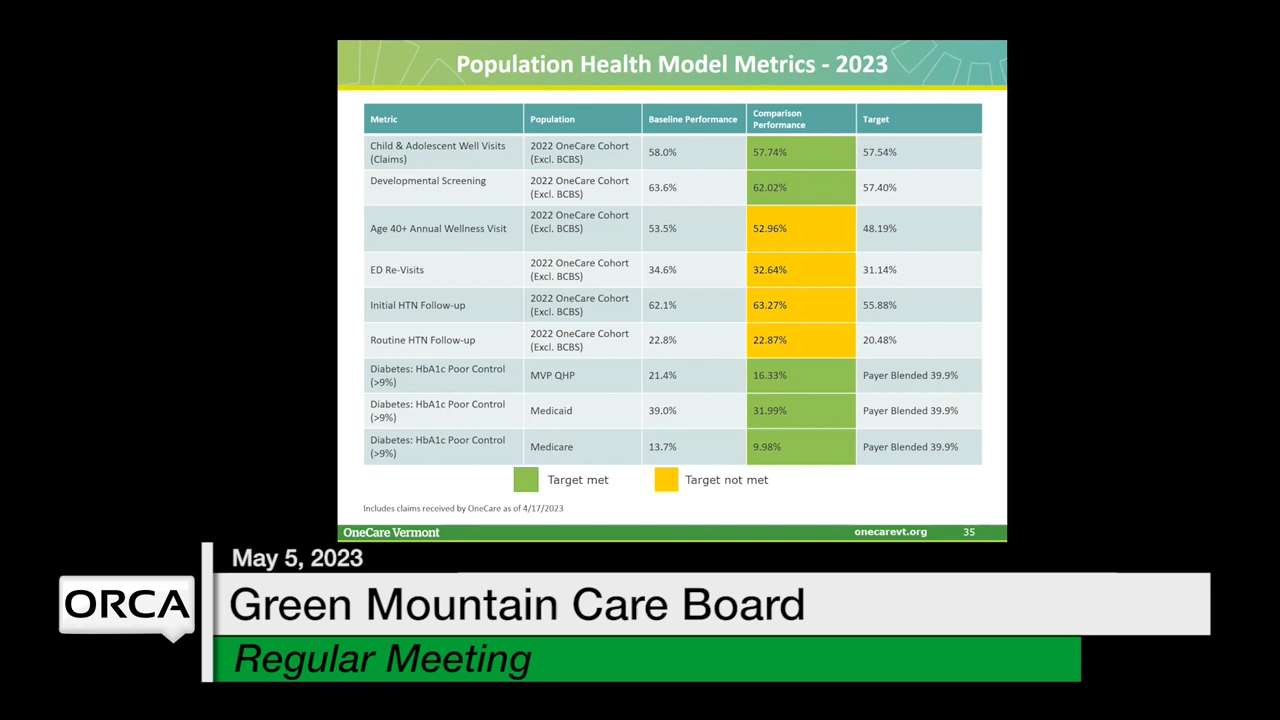 Population Health Model Metrics - 2023
Metric
Population
Baseline Performance
Comparison
Performance
Target
Child & Adolescent Well Visits
(Claims)
2022 OneCare Cohort
(Excl. BCBS)
58.0%
57.74%
57.54%
Developmental Screening
2022 OneCare Cohort
(Excl. BCBS)
63.6%
62.02%
57.40%
Age 40+ Annual Wellness Visit
2022 OneCare Cohort
(Excl. BCBS)
53.5%
52.96%
48.19%
ED Re-Visits
2022 OneCare Cohort
(Excl. BCBS)
34.6%
32.64%
31.14%
Initial HTN Follow-up
2022 OneCare Cohort
(Excl. BCBS)
62.1%
63.27%
55.88%
Routine HTN Follow-up
2022 OneCare Cohort
(Excl. BCBS)
22.8%
22.87%
20.48%
Diabetes: HbA1c Poor Control
(>9%)
MVP QHP
21.4%
16.33%
Payer Blended 39.9%
Diabetes: HbA1c Poor Control
(>9%)
Medicaid
39.0%
31.99%
Payer Blended 39.9%
Diabetes: HbA1c Poor Control
(>9%)
Medicare
13.7%
9.98%
Payer Blended 39.9%
Target met
Target not met
Includes claims received by OneCare as of 4/17/2023
OneCare Vermont
onecarevt.org
35
May 5, 2023
ORCA
Green Mountain Care Board
Regular Meeting